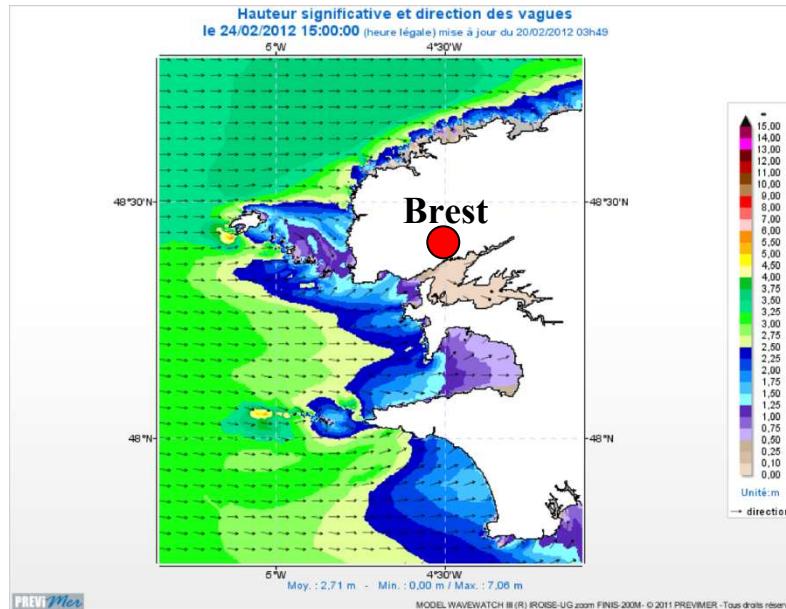 Hauteur significative et direction des vagues
le 24/02/2012 15:00:00 (heure légale) mise à jour du 20/02/2012 03h49
5°W
4°30'W
48°30'N
48°30'N
Brest
48°N
48°N
5°W
4°30'W
15,00
14,00
13,00
12,00
11,00
10,00
9,00
8,00
7,00
6,00
5,50
5,00
4,50
4,00
3,75
3,50
3,25
3,00
2,75
2,50
2,25
2,00
1,75
1,50
1,25
1,00
0,75
0,50
0,25
0,10
0,00
Unité:m
direction
Moy. : 2,71 m - Min. : 0,00 m / Max. : 7,06 m
PREViMer
MODEL WAVEWATCH III (R) IROISE-UG zoom FINIS-200M- © 2011 PREVIMER - Tous droits réserv